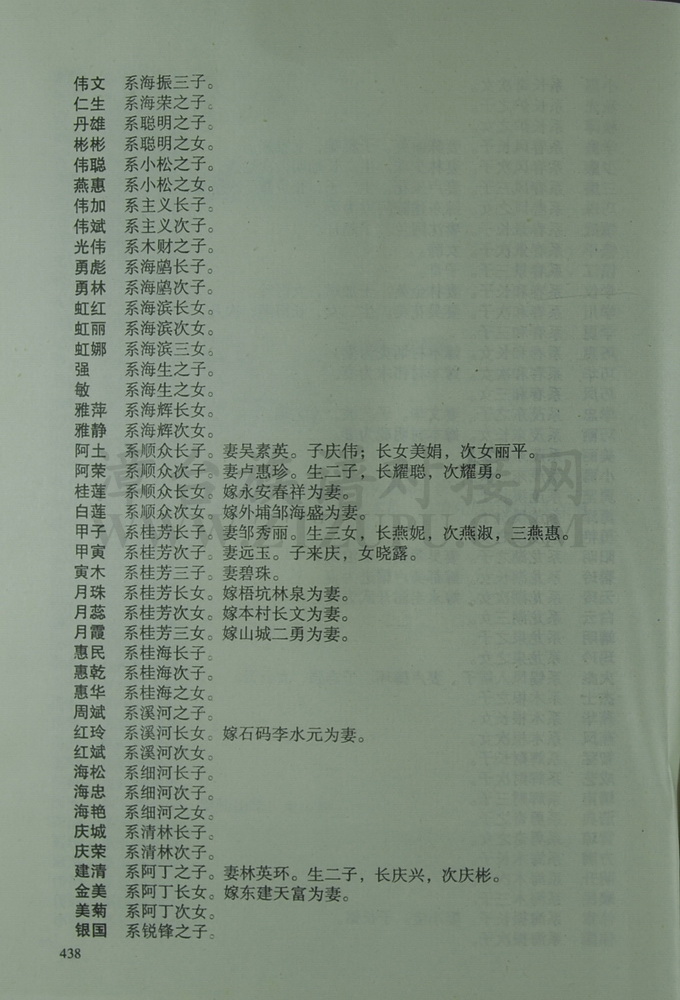 伟文 系海振三子。
仁生 系海荣之子。
丹雄 系聪明之子。
彬彬 系聪明之女。
伟聪 系小松之子。
燕惠 系小松之女。
伟加 系主义长子。
伟斌 系主义次子。
光伟 系木财之子。
勇彪 系海鹢长子。
勇林 系海鹢次子。
虹红 系海滨长女。
虹丽 系海滨次女。
虹娜 系海滨三女。
强 系海生之子。
敏 系海生之女。
雅萍 系海辉长女。
雅静 系海辉次女。
阿土 系顺众长子。妻吴素英。子庆伟；长女美娟，次女丽平。
阿荣 系顺众次子。妻卢惠珍。生二子，长耀聪，次耀勇。
桂莲 系顺众长女。嫁永安春祥为妻。
白莲 系顺众次女。嫁外埔邹海盛为妻。
甲子 系桂芳长子。妻邹秀丽。生三女，长燕妮，次燕淑，三燕惠。
甲寅 系桂芳次子。妻远玉。子来庆，女晓露。
寅木 系桂芳三子。妻碧珠。
月珠 系桂芳长女。嫁梧坑林泉为妻。
月蕊 系桂芳次女。嫁本村长文为妻。
月霞 系桂芳三女。嫁山城二勇为妻。
惠民 系桂海长子。
惠乾 系桂海次子。
惠华 系桂海之女。
周斌 系溪河之子。
红玲 系溪河长女。嫁石码李水元为妻。
红斌 系溪河次女。
海松 系细河长子。
海忠 系细河次子。
海艳 系细河之女。
庆城 系清林长子。
庆荣 系清林次子。
建清 系阿丁之子。妻林英环。生二子，长庆兴，次庆彬。
金美 系阿丁长女。嫁东建天富为妻。
美菊 系阿丁次女。
银国 系锐锋之子。
438